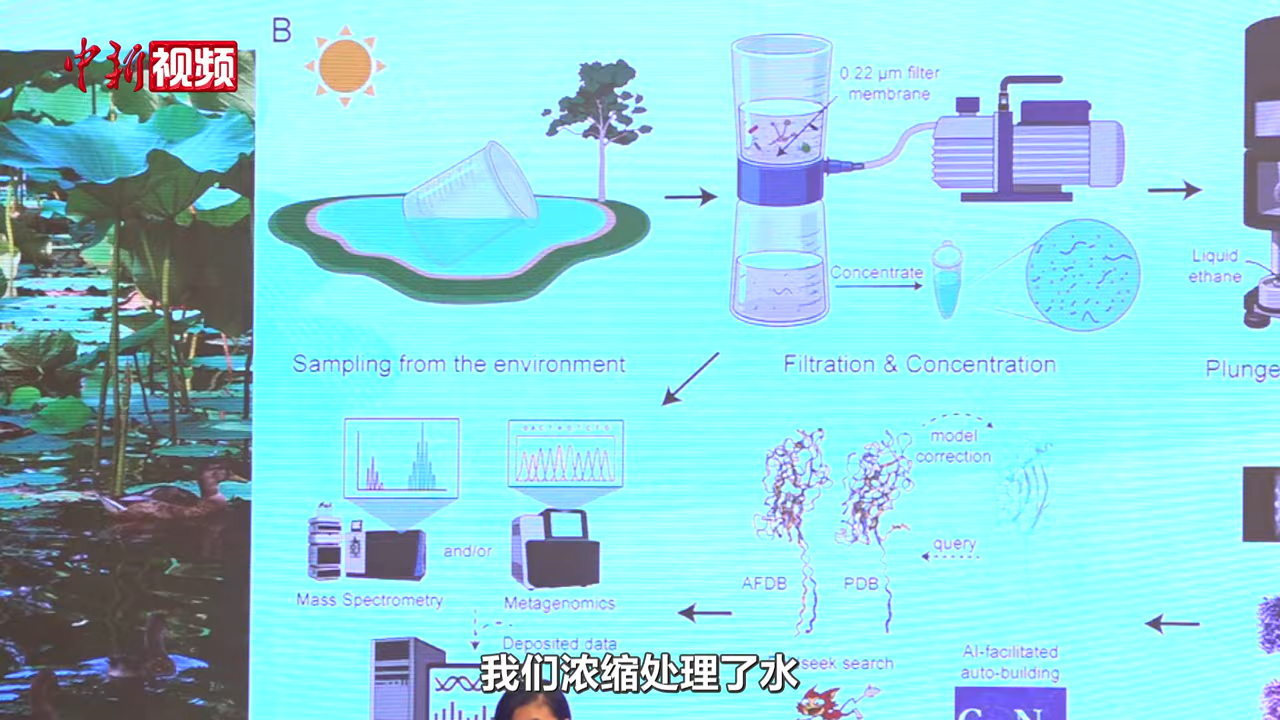 中新视频
B
0.22 µm filter
membrane
Concentrate
Liquid
ethane
Sampling from the environment
Filtration & Concentration
Plunge
model
correction
query
and/or
AFDB
PDB
Mass Spectrometry
Metagenomics
Deposited data
seek search
AI-facilitated
auto-building
我们浓缩处理了水